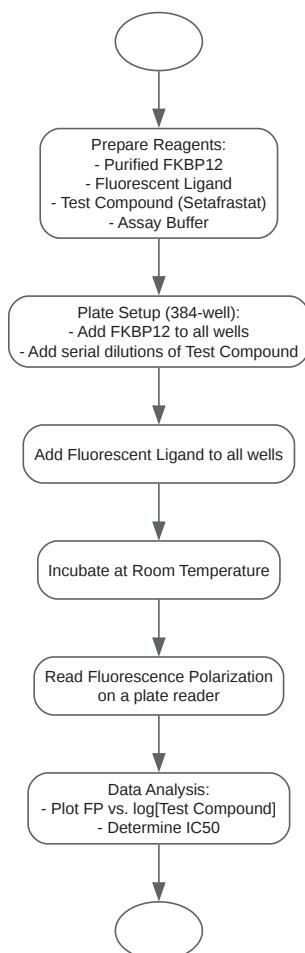 Prepare Reagents:
- Purified FKBP12
- Fluorescent Ligand
- Test Compound (Setafrastat)
- Assay Buffer
Plate Setup (384-well):
- Add FKBP12 to all wells
- Add serial dilutions of Test Compound
Add Fluorescent Ligand to all wells
Incubate at Room Temperature
Read Fluorescence Polarization
on a plate reader
Data Analysis:
- Plot FP vs. log[Test Compound]
- Determine IC50